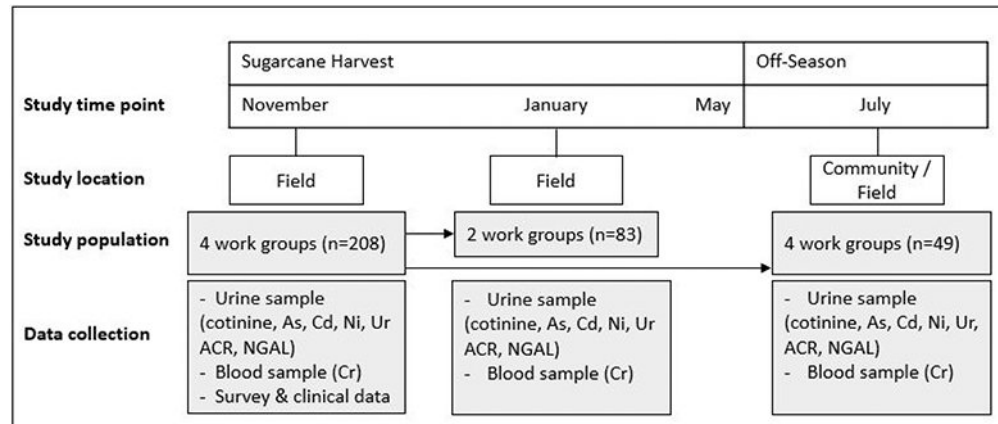 Sugarcane Harvest Off-Season
Study time point November January May July
Study location Field Field Community /
Field
Study population 4 work groups (n=208) 2 work groups (n=83) 4 work groups (n=49)
Data collection
- Urine sample
(cotinine, As, Cd, Ni, Ur
ACR, NGAL)
- Blood sample (Cr)
- Survey & clinical data
- Urine sample
(cotinine, As, Cd, Ni, Ur
ACR, NGAL)
- Blood sample (Cr)
- Urine sample
(cotinine, As, Cd, Ni, Ur,
ACR, NGAL)
- Blood sample (Cr)